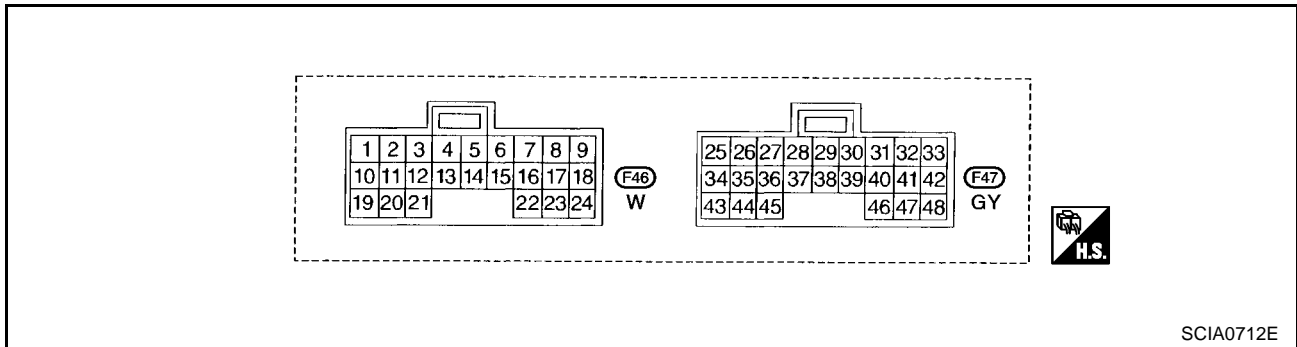 1 2 3 4 5 6 7 8 9
10 11 12 13 14 15 16 17 18
19 20 21 22 23 24
F46
W
25 26 27 28 29 30 31 32 33
34 35 36 37 38 39 40 41 42
43 44 45 46 47 48
F47
GY
H.S.
SCIA0712E